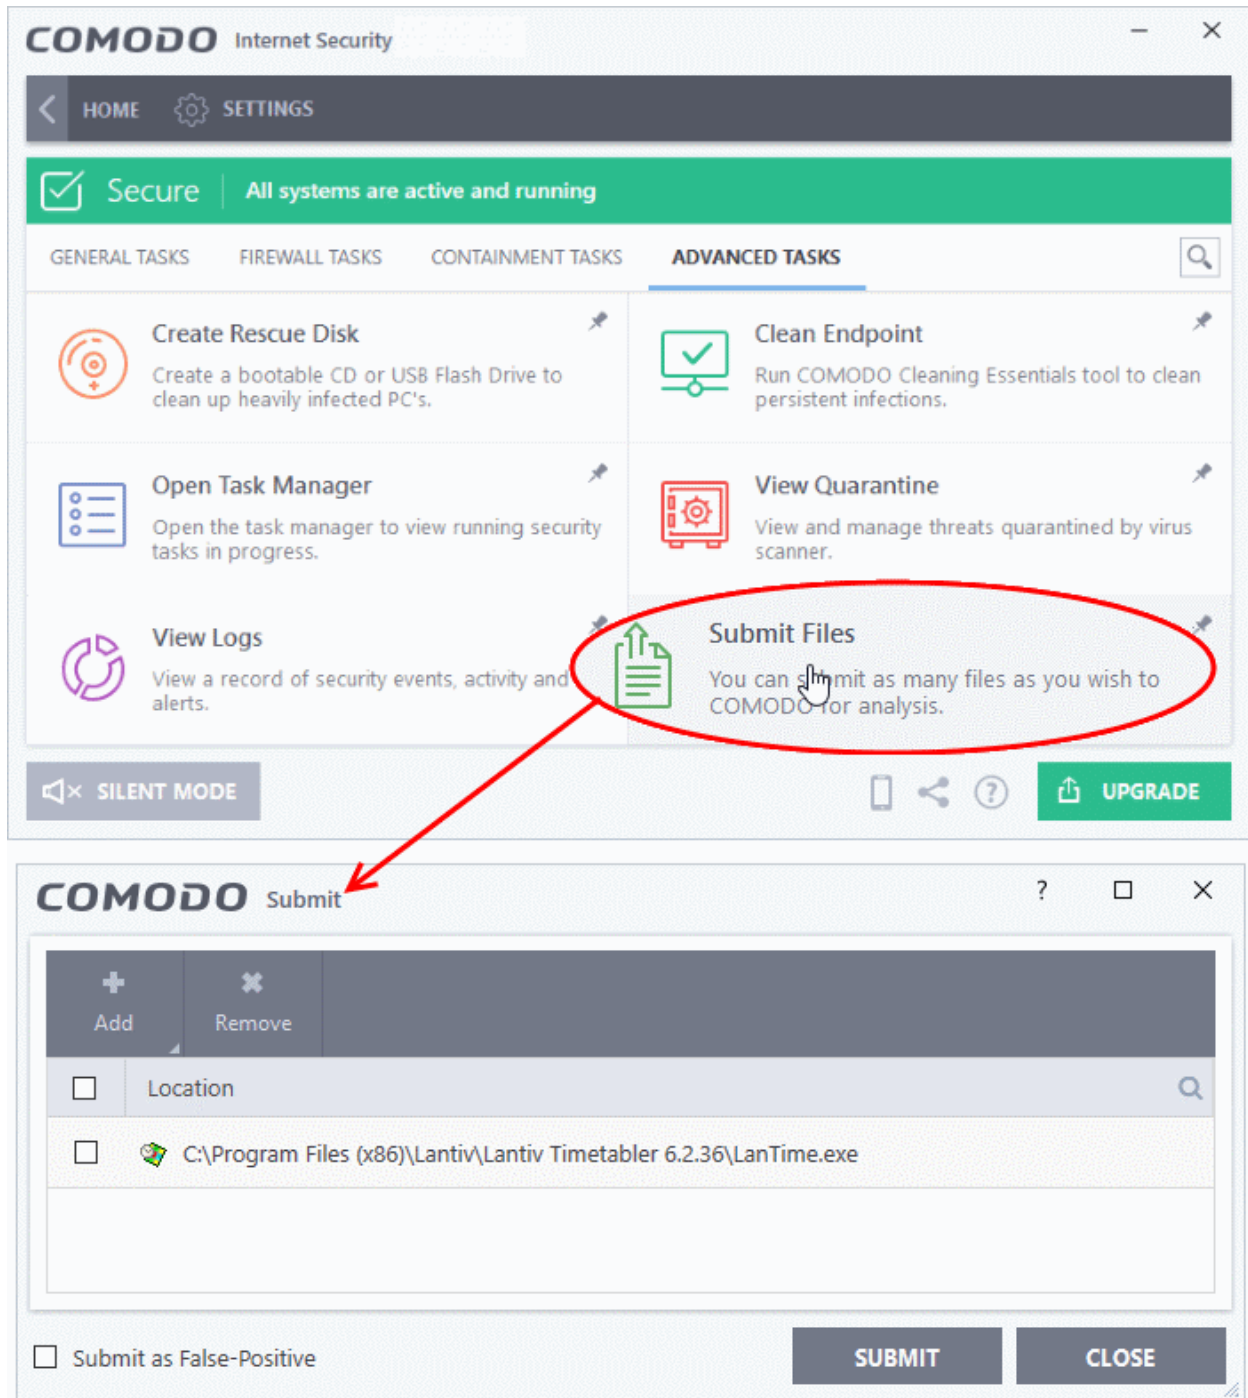 COMODO Internet Security
HOME SETTINGS
Secure All systems are active and running
GENERAL TASKS FIREWALL TASKS CONTAINMENT TASKS ADVANCED TASKS
Create Rescue Disk
Create a bootable CD or USB Flash Drive to
clean up heavily infected PC's.
Clean Endpoint
Run COMODO Cleaning Essentials tool to clean
persistent infections.
Open Task Manager
Open the task manager to view running security
tasks in progress.
View Quarantine
View and manage threats quarantined by virus
scanner.
View Logs
View a record of security events, activity and
alerts.
Submit Files
You can submit as many files as you wish to
COMODO for analysis.
SILENT MODE
? UPGRADE
COMODO Submit ?
Add Remove
Location
C:\Program Files (x86)\Lantiv\Lantiv Timetabler 6.2.36\LanTime.exe
Submit as False-Positive SUBMIT CLOSE